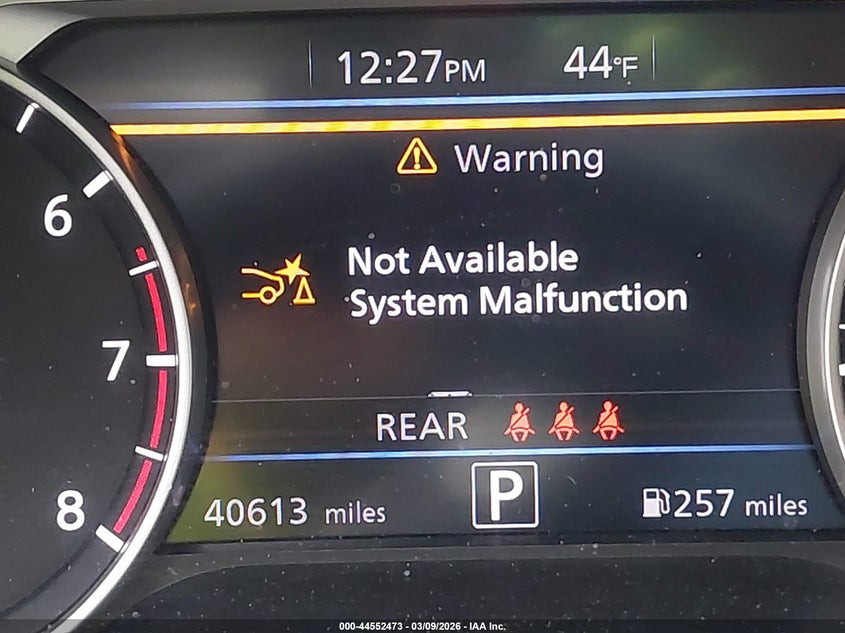 12:27PM 44°F
Warning
6
Not Available
System Malfunction
7
REAR
8
40613 miles P 257 miles
000-44552473 - 03/09/2026 - IAA Inc.